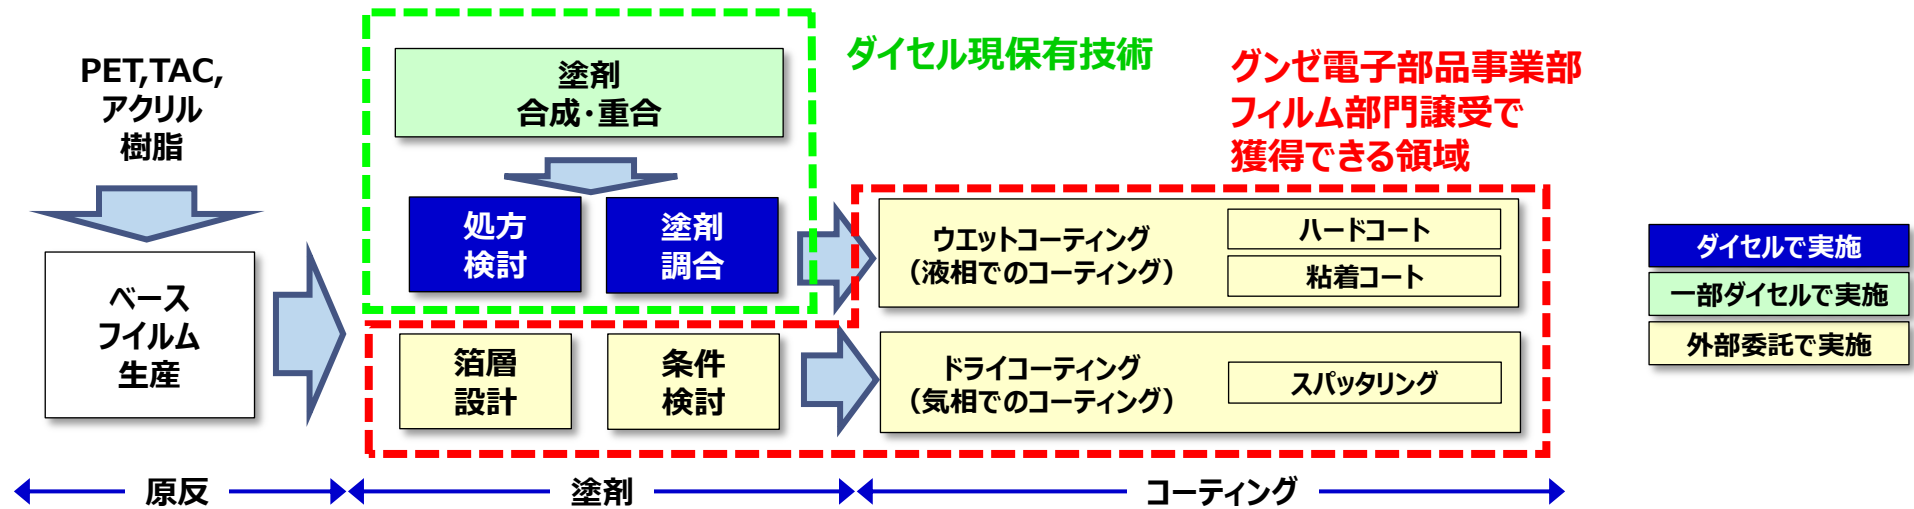 PET,TAC,
アクリル
樹脂
ベース
フイルム
生産
塗剤
合成・重合
処方
検討
塗剤
調合
箔層
設計
条件
検討
ダイセル現保有技術
グンゼ電子部品事業部
フィルム部門譲受で
獲得できる領域
ウエットコーティング
（液相でのコーティング）
ハードコート
粘着コート
ドライコーティング
（気相でのコーティング）
スパッタリング
ダイセルで実施
一部ダイセルで実施
外部委託で実施
原反
塗剤
コーティング